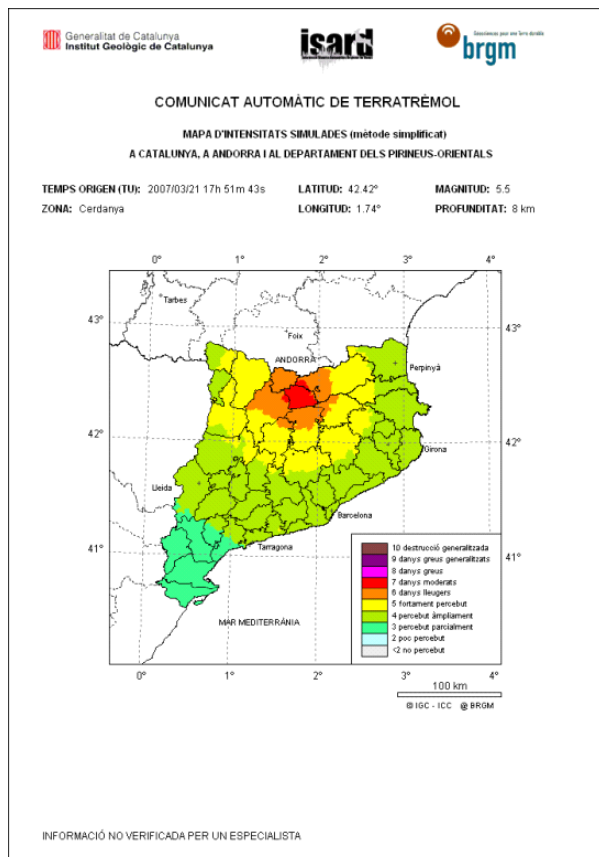 Generalitat de Catalunya
Institut Geològic de Catalunya
isard
Géosciences pour une Terre durable
brgm
COMUNICAT AUTOMÀTIC DE TERRATRÈMOL
MAPA D'INTENSITATS SIMULADES (mètode simplificat)
A CATALUNYA, A ANDORRA I AL DEPARTAMENT DELS PIRINEUS-ORIENTALS
TEMPS ORIGEN (TU): 2007/03/21 17h 51m 43s LATITUD: 42.42° MAGNITUD: 5.5
ZONA: Cerdanya LONGITUD: 1.74° PROFUNDITAT: 8 km
0° 1° 2° 3° 4°
Tarbes
43° 43°
Foix
ANDORRA
Perpinyà
42° 42°
Girona
Lleida
Barcelona
Tarragona
41° 41°
10 destrucció generalitzada
9 danys greus generalitzats
8 danys greus
7 danys moderats
6 danys lleugers
5 fortament percebut
4 percebut àmpliament
3 percebut parcialment
2 poc percebut
<2 no percebut
MAR MEDITERRÀNIA
0° 1° 2° 3° 4°
100 km
© IGC - ICC @ BRGM
INFORMACIÓ NO VERIFICADA PER UN ESPECIALISTA